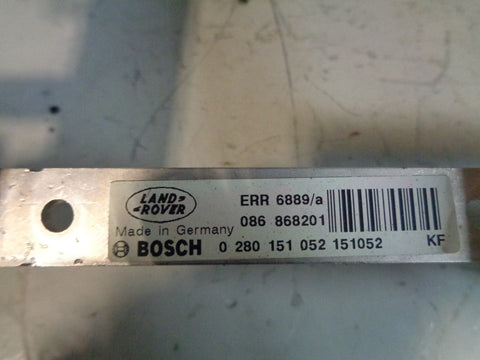 LAND-
-ROVER
ERR 6889/a
086 868201
Made in Germany
BOSCH 0 280 151 052 151052 KF